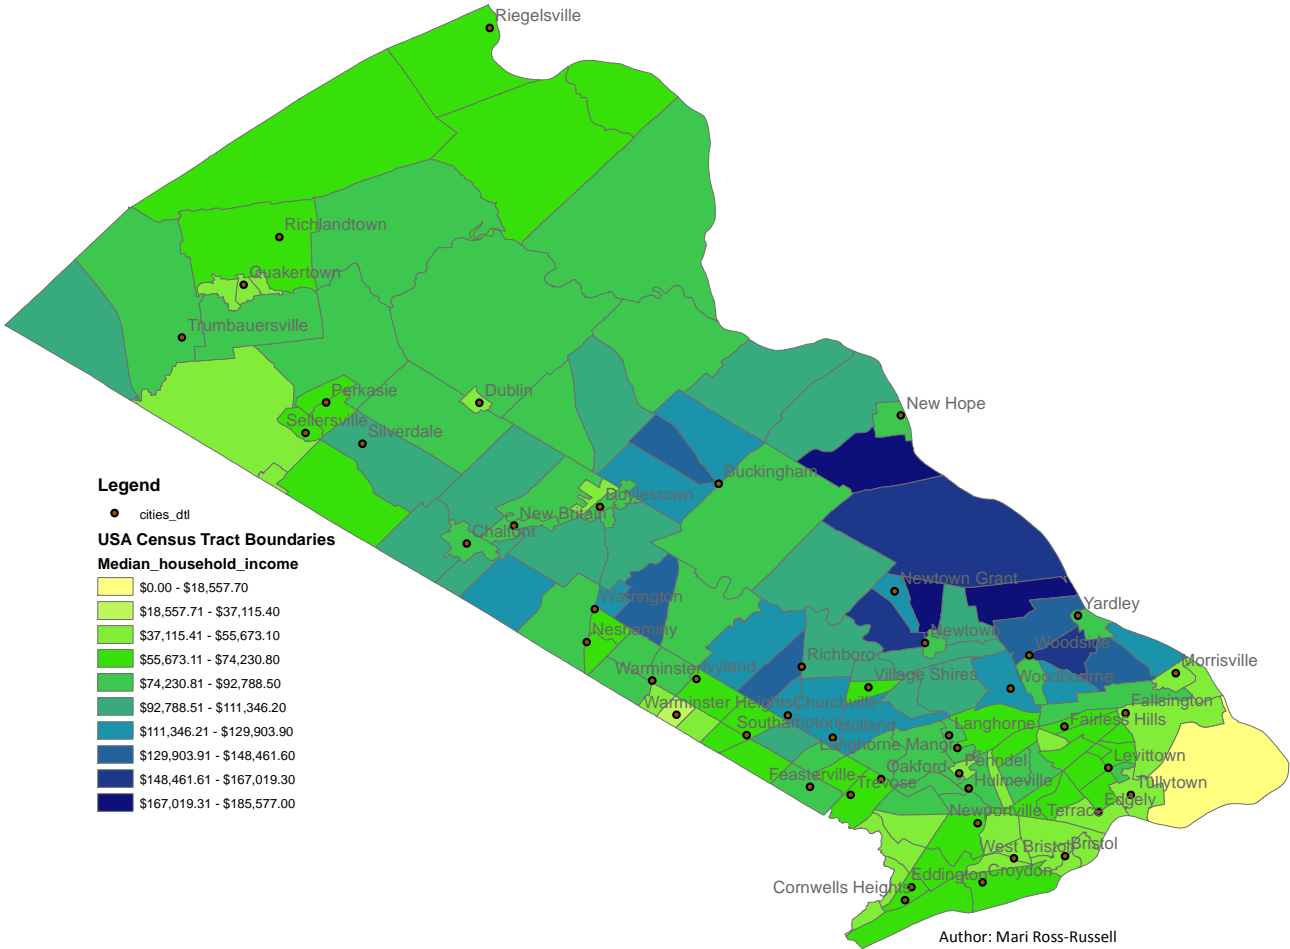 Riegelsville
Richlandtown
Quakertown
Trumbauersville
Perkasie
Dublin
Sellersville
Silverdale
New Hope
Buckingham
Doylestown
New Britain
Chalfont
Legend
cities_dtl
USA Census Tract Boundaries
Median_household_income
$0.00 - $18,557.70
$18,557.71 - $37,115.40
$37,115.41 - $55,673.10
$55,673.11 - $74,230.80
$74,230.81 - $92,788.50
$92,788.51 - $111,346.20
$111,346.21 - $129,903.90
$129,903.91 - $148,461.60
$148,461.61 - $167,019.30
$167,019.31 - $185,577.00
Newtown Grant
Warrington
Yardley
Neshaminy
Newtown
Woodside
Richboro
Warminster
Ivyland
Village Shires
Woodbourne
Morrisville
Warminster Heights
Churchville
Fallsington
Southampton
Holland
Langhorne
Fairless Hills
Langhorne Manor
Penndel
Levittown
Feasterville
Oakford
Trevose
Hulmeville
Tullytown
Edgely
Newportville Terrace
West Bristol
Bristol
Cornwells Heights
Eddington
Croydon
Author: Mari Ross-Russell